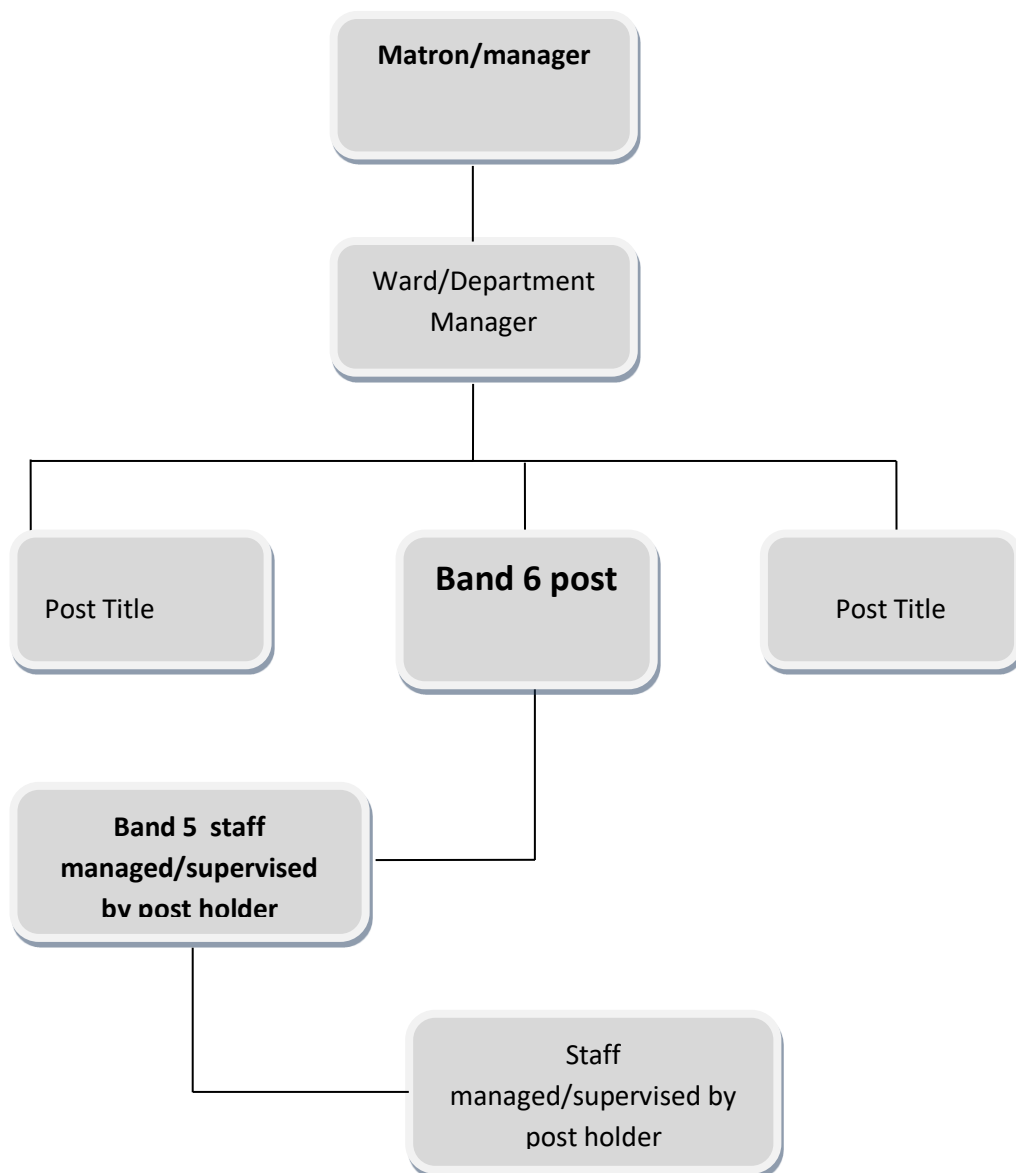 Matron/manager
Ward/Department
Manager
Post Title
Band 6 post
Post Title
Band 5  staff
managed/supervised
by post holder
Staff
managed/supervised by
post holder